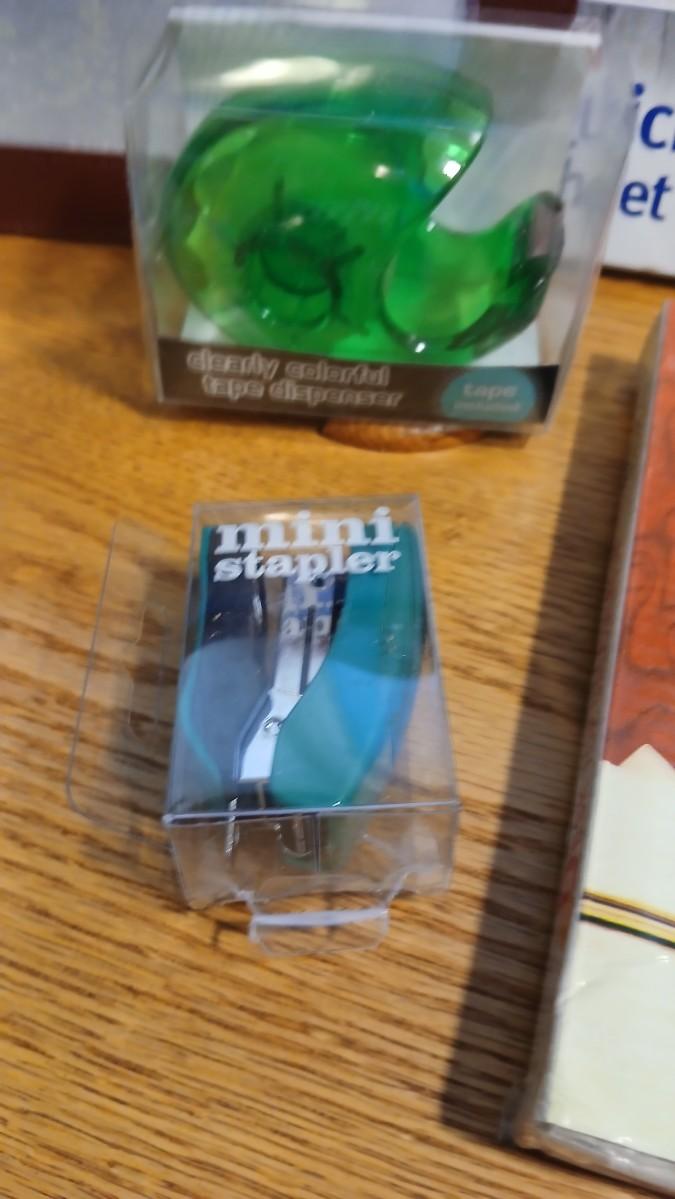 clearly colorful
tape dispenser
tape
et
mini
stapler